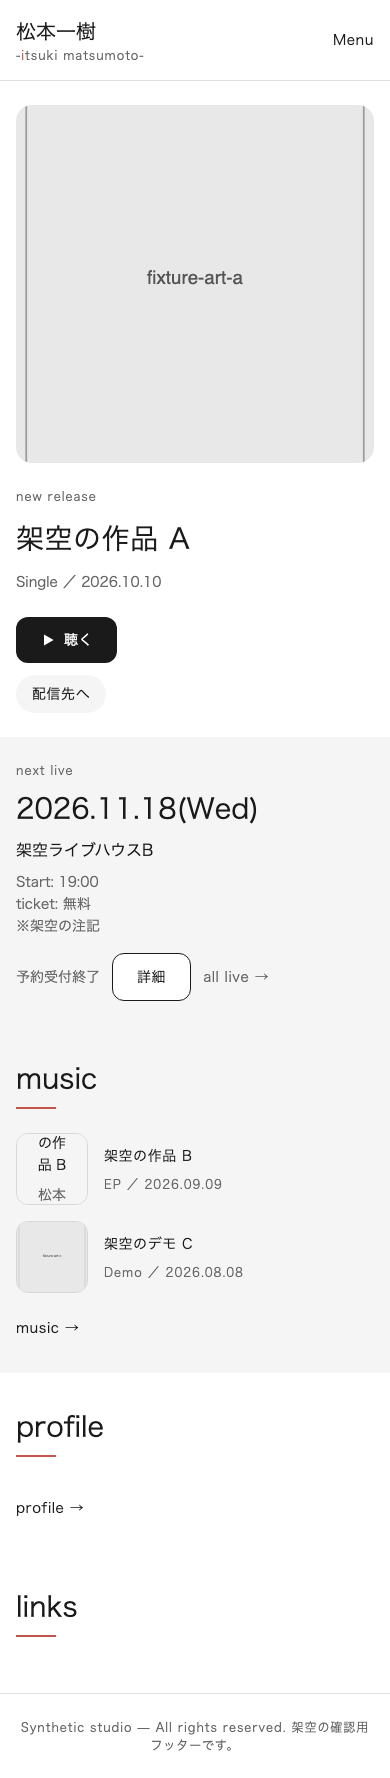 松本一樹
-itsuki matsumoto-
Menu
fixture-art-a
new release
架空の作品 A
Single ／ 2026.10.10
▶ 聴く
配信先へ
next live
2026.11.18(Wed)
架空ライブハウスB
Start: 19:00
ticket: 無料
※架空の注記
予約受付終了
詳細
all live →
music
の作
品 B
松本
架空の作品 B
EP ／ 2026.09.09
架空のデモ C
Demo ／ 2026.08.08
music →
profile
profile →
links
Synthetic studio — All rights reserved. 架空の確認用
フッターです。